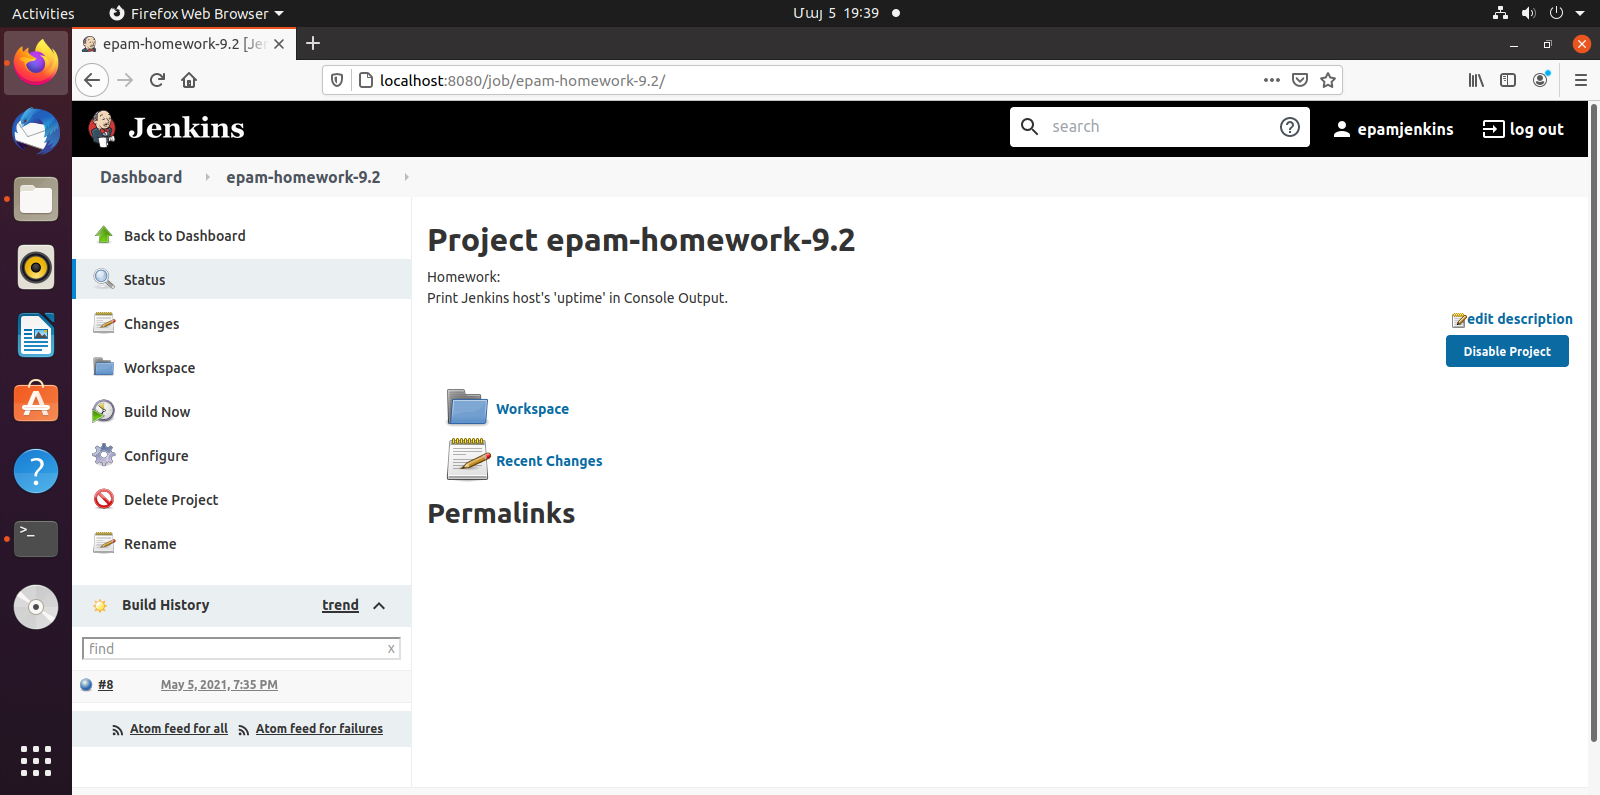 Activities
Firefox Web Browser
Մայ 5 19:39
epam-homework-9.2 [Je
localhost:8080/job/epam-homework-9.2/
Jenkins
search
epamjenkins
log out
Dashboard
epam-homework-9.2
Back to Dashboard
Status
Changes
Workspace
Build Now
Configure
Delete Project
Rename
Build History
trend
find
x
#8
May 5, 2021, 7:35 PM
Atom feed for all
Atom feed for failures
Project epam-homework-9.2
Homework:
Print Jenkins host's 'uptime' in Console Output.
edit description
Disable Project
Workspace
Recent Changes
Permalinks